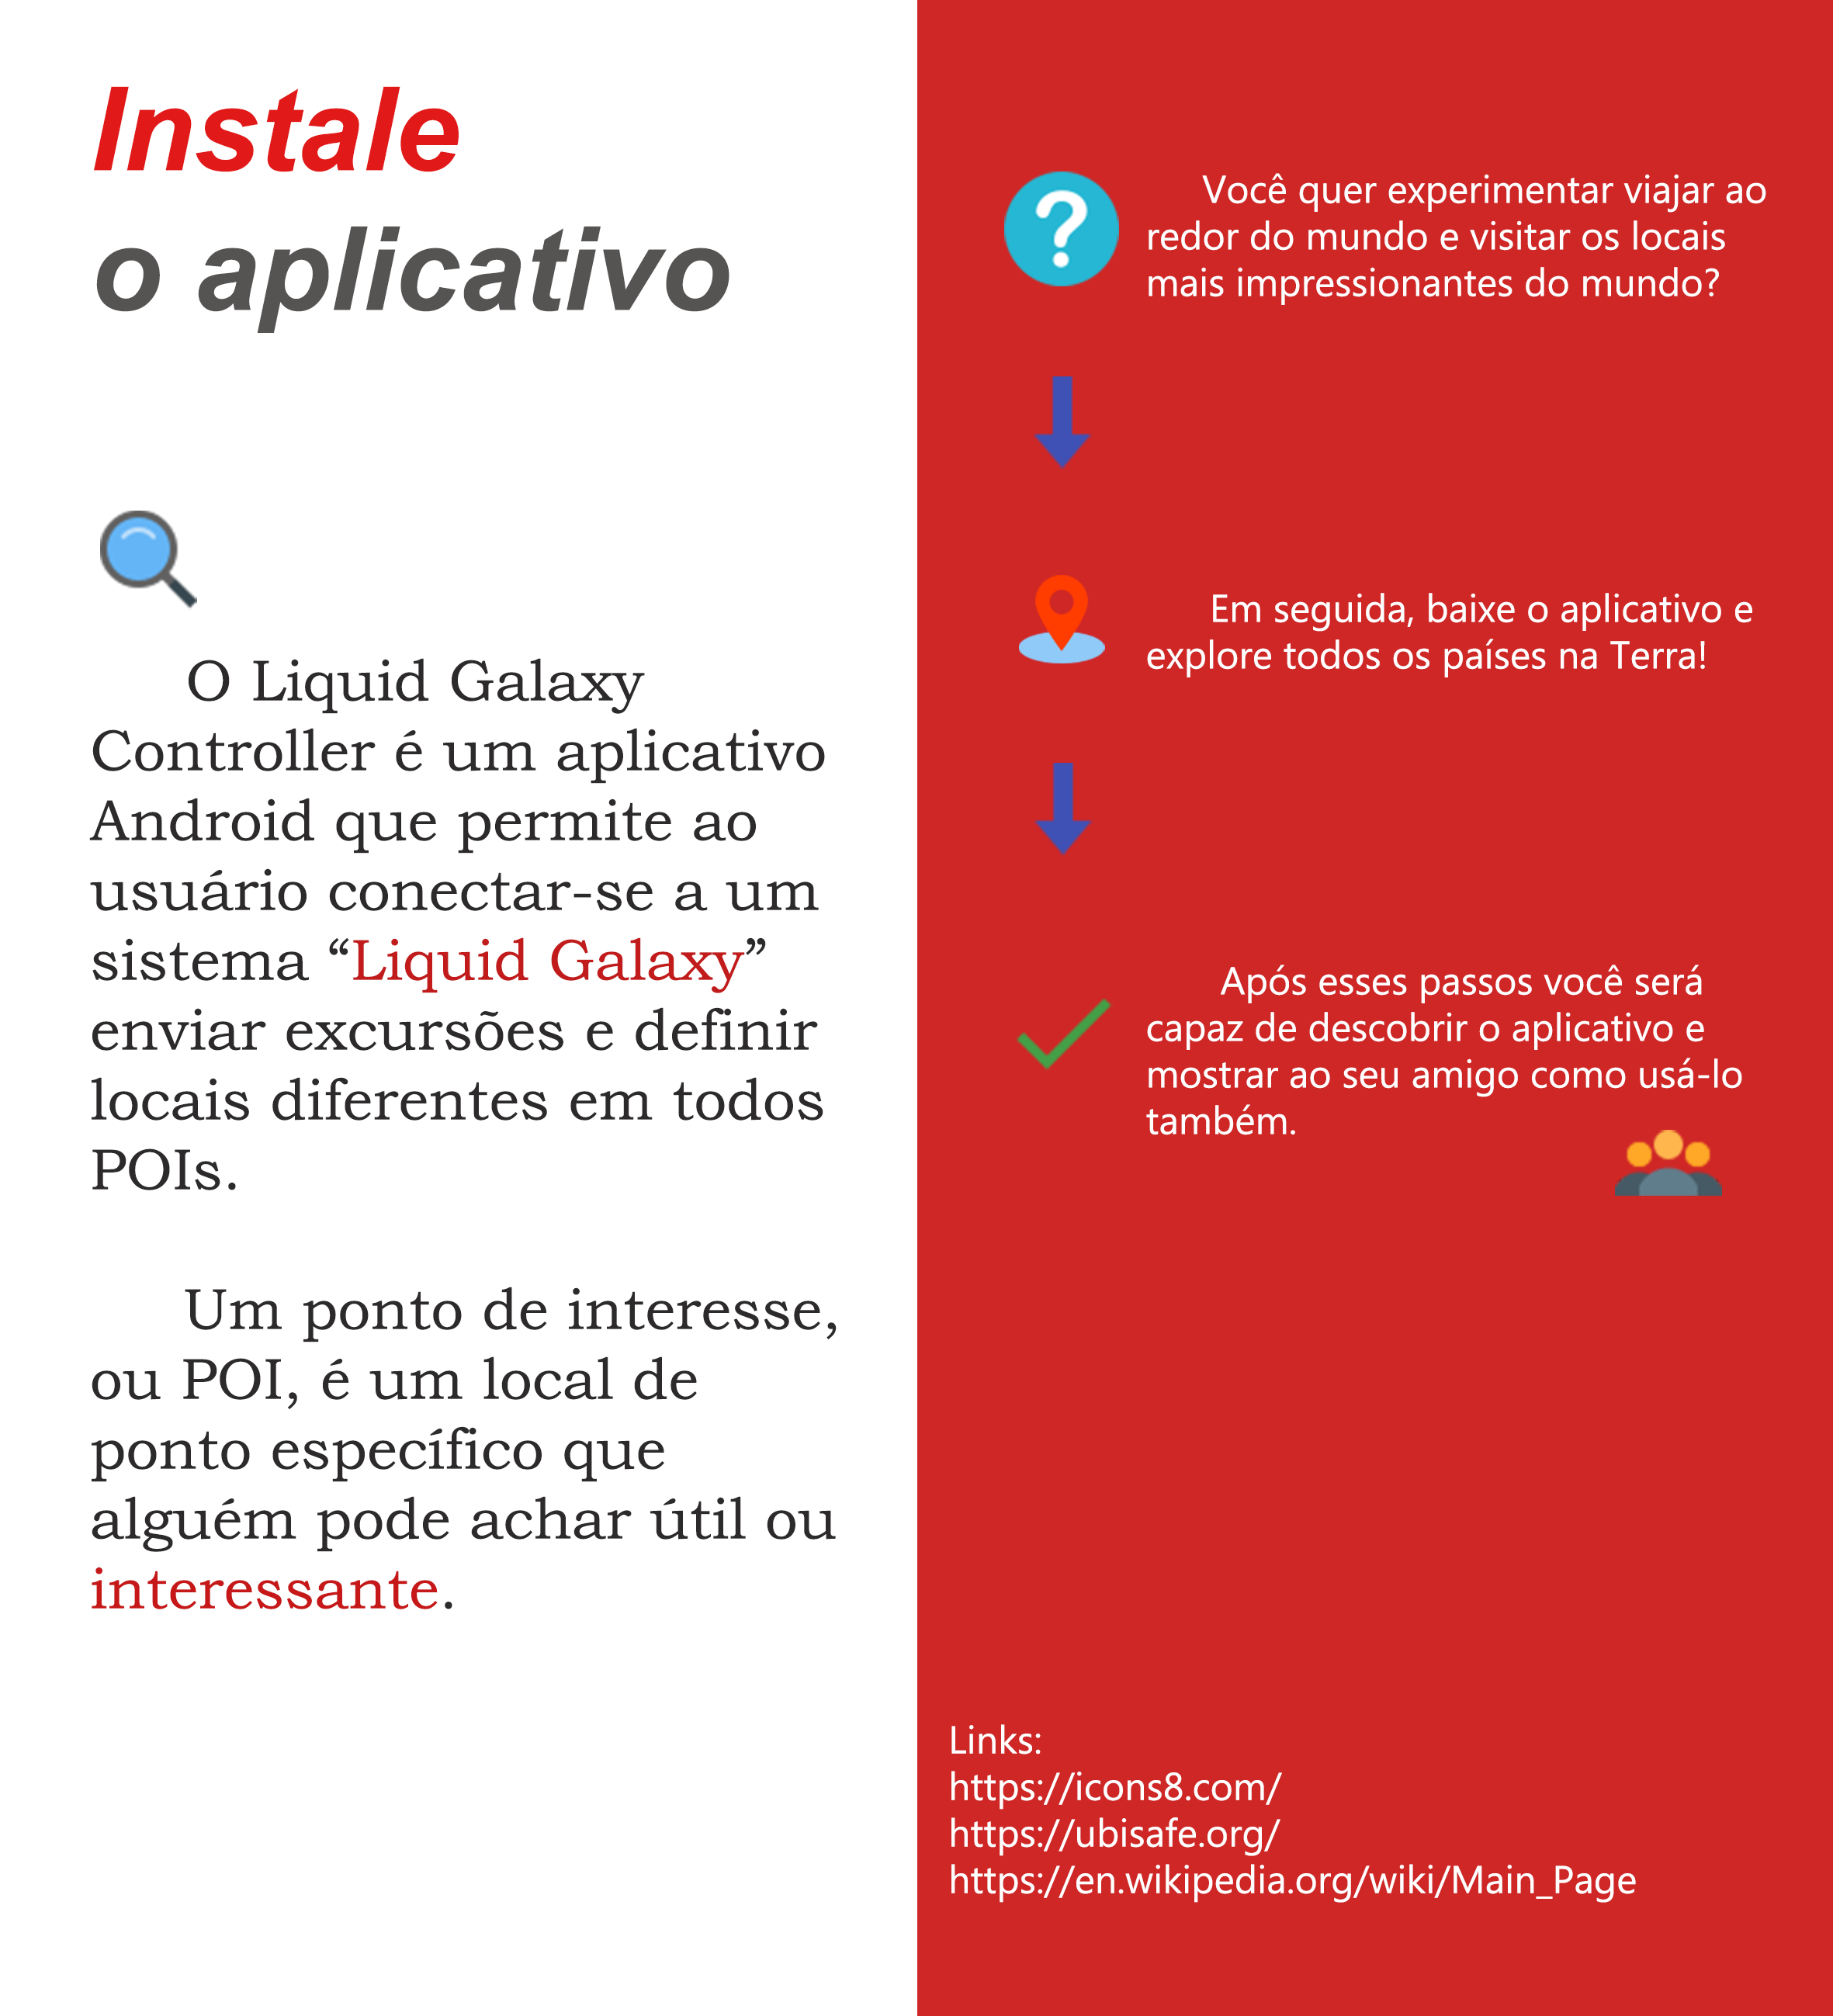 Instale
o aplicativo
O Liquid Galaxy
Controller é um aplicativo
Android que permite ao
usuário conectar-se a um
sistema “Liquid Galaxy”
enviar excursões e definir
locais diferentes em todos
POIs.
Um ponto de interesse,
ou POI, é um local de
ponto específico que
alguém pode achar útil ou
interessante.
Você quer experimentar viajar ao
redor do mundo e visitar os locais
mais impressionantes do mundo?
Em seguida, baixe o aplicativo e
explore todos os países na Terra!
Após esses passos você será
capaz de descobrir o aplicativo e
mostrar ao seu amigo como usá-lo
também.
Links:
https://icons8.com/
https://ubisafe.org/
https://en.wikipedia.org/wiki/Main_Page